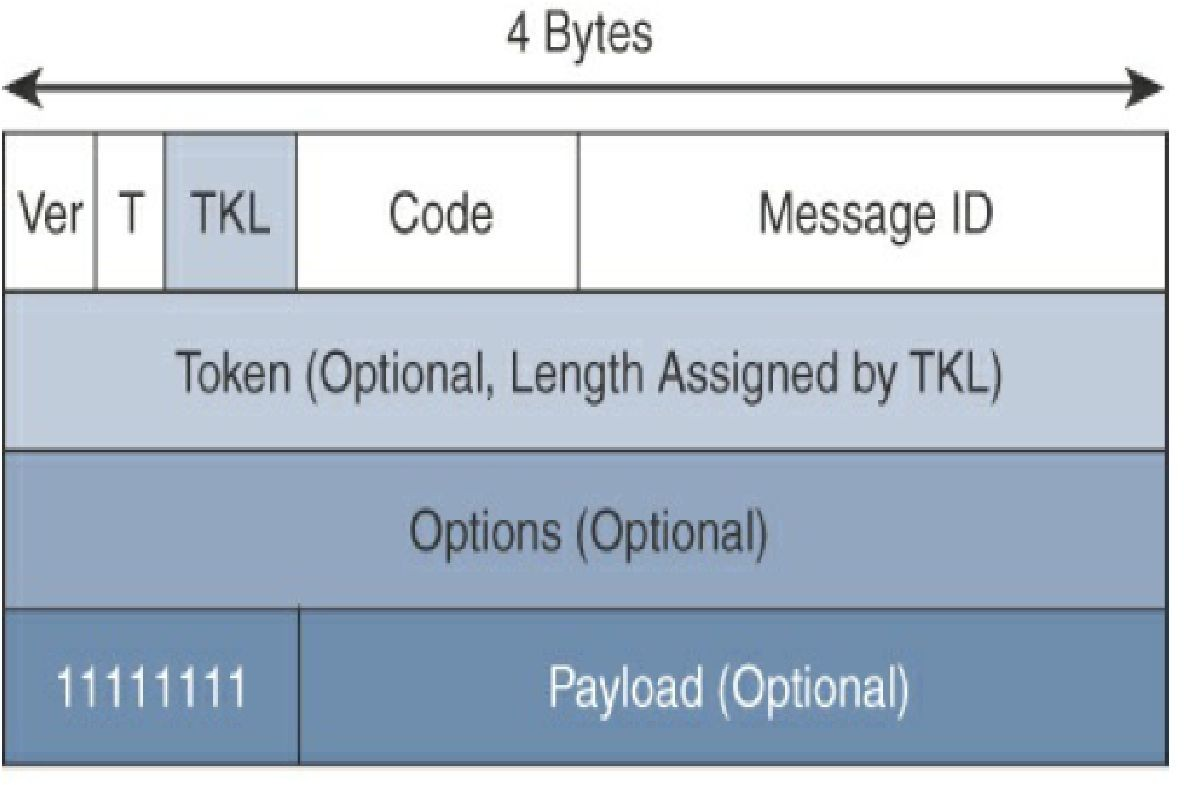 4 Bytes
Ver T TKL Code Message ID
Token (Optional, Length Assigned by TKL)
Options (Optional)
11111111 Payload (Optional)